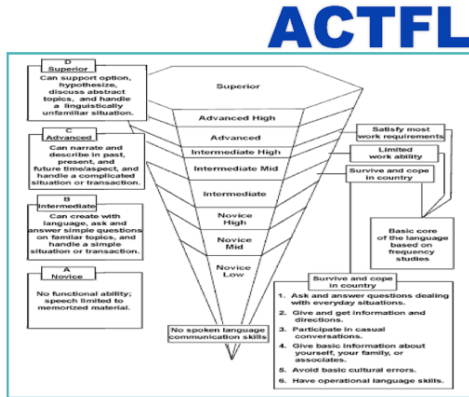 ACTFL
D
Superior
Can support option,
hypothesize,
discuss abstract
topics, and handle
a linguistically
unfamiliar situation.
C
Advanced
Can narrate and
describe in past,
present, and
future time/aspect, and
handle a complicated
situation or transaction.
B
Intermediate
Can create with
language, ask and
answer simple questions
on familar topics, and
handle a simple
situation or transaction.
A
Novice
No functional ability;
speech limited to
memorized material.
Superior
Advanced High
Advanced
Intermediate High
Intermediate Mid
Intermediate
Novice
High
Novice
Mid
Novice
Low
No spoken language
communication skills
Satisfy most
work requirements
Limited
work ability
Survive and cope
in country
Basic core
of the language
based on
frequency
studies
Survive and cope
in country
1. Ask and answer questions dealing
with everyday situations.
2. Give and get information and
directions.
3. Participate in casual
conversations.
4. Give basic information about
yourself, your family, or
associates.
5. Avoid basic cultural errors.
6. Have operational language skills.